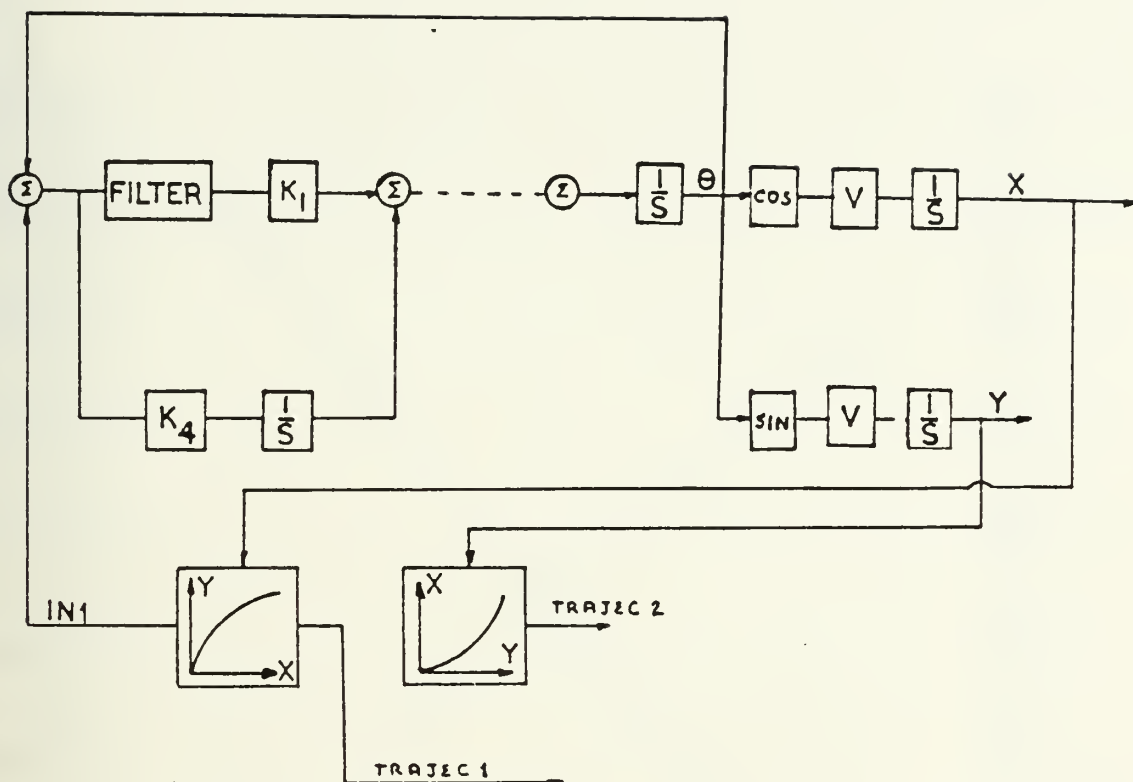 Σ
FILTER
K₁
Σ
Σ
1/S
θ
COS
V
1/S
X
K₄
1/S
SIN
V
1/S
Y
IN1
Y
X
X
Y
TRAJEC 2
TRAJEC 1